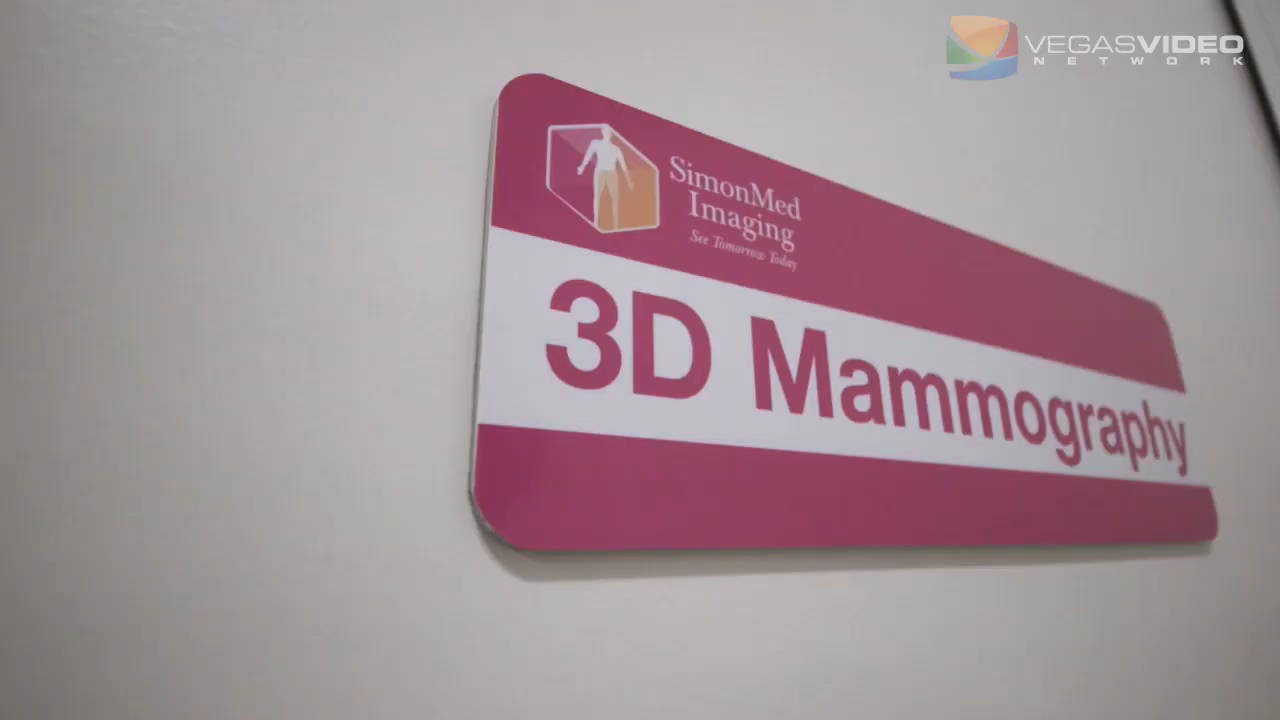 VEGASVIDEO
NETWORK
SimonMed
Imaging
See Tomorrow Today
3D Mammography